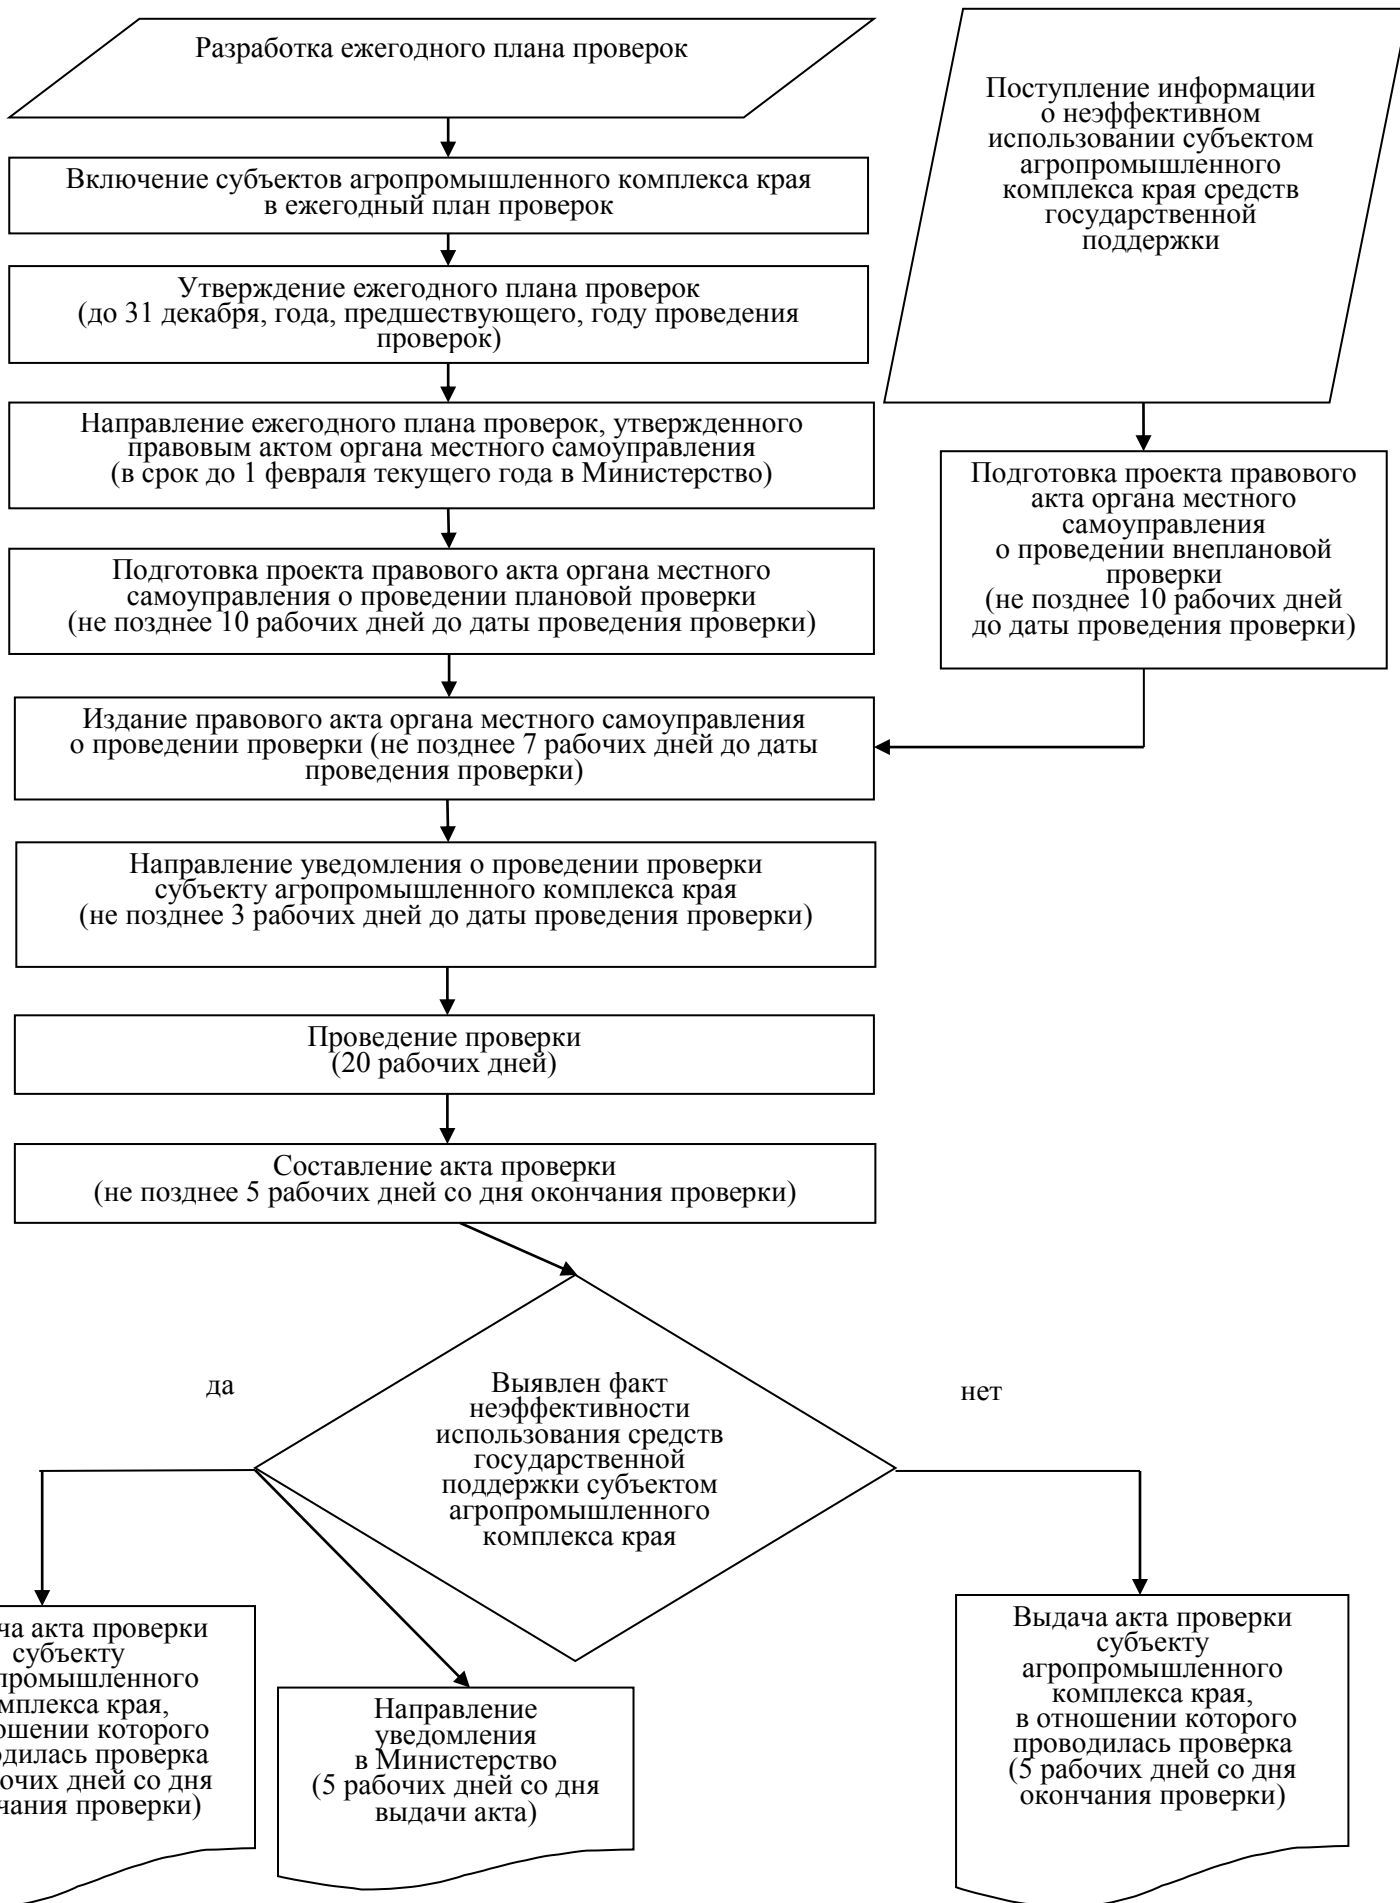 Разработка ежегодного плана проверок
Поступление информации
о неэффективном
использовании субъектом
агропромышленного
комплекса края средств
государственной
поддержки
Включение субъектов агропромышленного комплекса края
в ежегодный план проверок
Утверждение ежегодного плана проверок
(до 31 декабря, года, предшествующего, году проведения
проверок)
Направление ежегодного плана проверок, утвержденного
правовым актом органа местного самоуправления
(в срок до 1 февраля текущего года в Министерство)
Подготовка проекта правового
акта органа местного
самоуправления
о проведении внеплановой
проверки
(не позднее 10 рабочих дней
до даты проведения проверки)
Подготовка проекта правового акта органа местного
самоуправления о проведении плановой проверки
(не позднее 10 рабочих дней до даты проведения проверки)
Издание правового акта органа местного самоуправления
о проведении проверки (не позднее 7 рабочих дней до даты
проведения проверки)
Направление уведомления о проведении проверки
субъекту агропромышленного комплекса края
(не позднее 3 рабочих дней до даты проведения проверки)
Проведение проверки
(20 рабочих дней)
Составление акта проверки
(не позднее 5 рабочих дней со дня окончания проверки)
да
Выявлен факт
неэффективности
использования средств
государственной
поддержки субъектом
агропромышленного
комплекса края
нет
акта проверки
субъекту
края,
которого
проверка
дней со дня
проверки)
Направление
уведомления
в Министерство
(5 рабочих дней со дня
выдачи акта)
Выдача акта проверки
субъекту
агропромышленного
комплекса края,
в отношении которого
проводилась проверка
(5 рабочих дней со дня
окончания проверки)